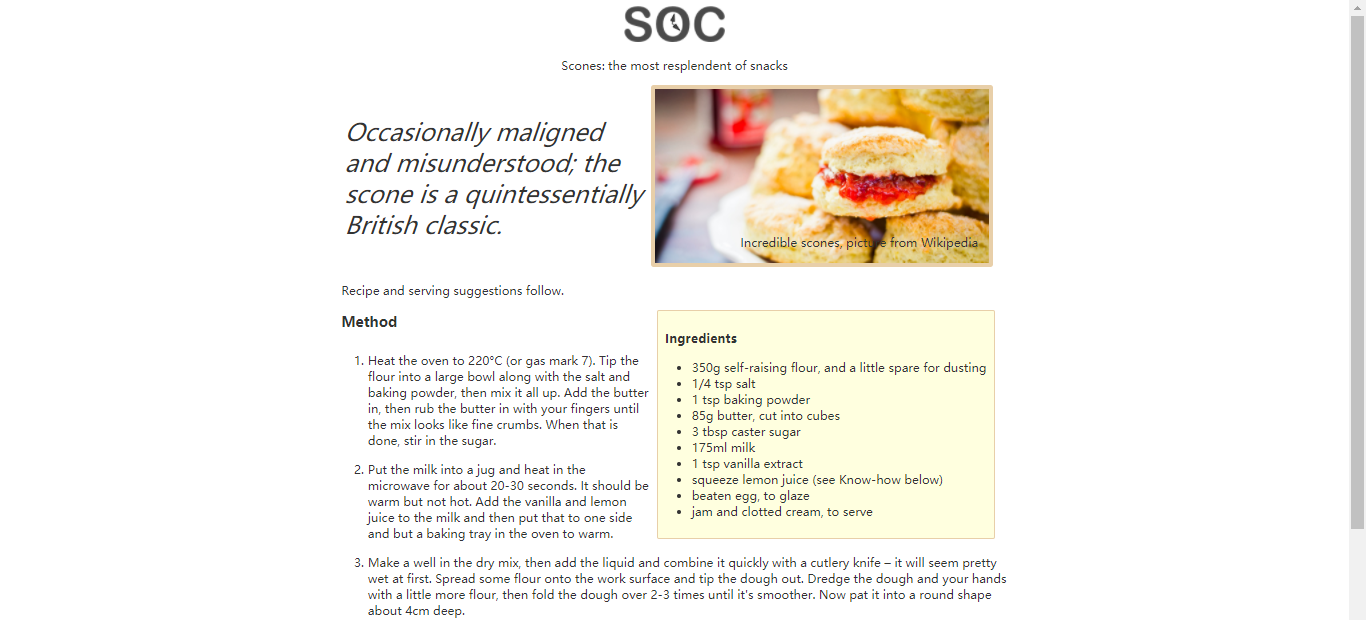 SOC
Scones: the most resplendent of snacks
Occasionally maligned
and misunderstood; the
scone is a quintessentially
British classic.
Incredible scones, picture from Wikipedia
Recipe and serving suggestions follow.
Method
1. Heat the oven to 220°C (or gas mark 7). Tip the
flour into a large bowl along with the salt and
baking powder, then mix it all up. Add the butter
in, then rub the butter in with your fingers until
the mix looks like fine crumbs. When that is
done, stir in the sugar.
2. Put the milk into a jug and heat in the
microwave for about 20-30 seconds. It should be
warm but not hot. Add the vanilla and lemon
juice to the milk and then put that to one side
and but a baking tray in the oven to warm.
Ingredients
• 350g self-raising flour, and a little spare for dusting
• 1/4 tsp salt
• 1 tsp baking powder
• 85g butter, cut into cubes
• 3 tbsp caster sugar
• 175ml milk
• 1 tsp vanilla extract
• squeeze lemon juice (see Know-how below)
• beaten egg, to glaze
• jam and clotted cream, to serve
3. Make a well in the dry mix, then add the liquid and combine it quickly with a cutlery knife – it will seem pretty
wet at first. Spread some flour onto the work surface and tip the dough out. Dredge the dough and your hands
with a little more flour, then fold the dough over 2-3 times until it's smoother. Now pat it into a round shape
about 4cm deep.